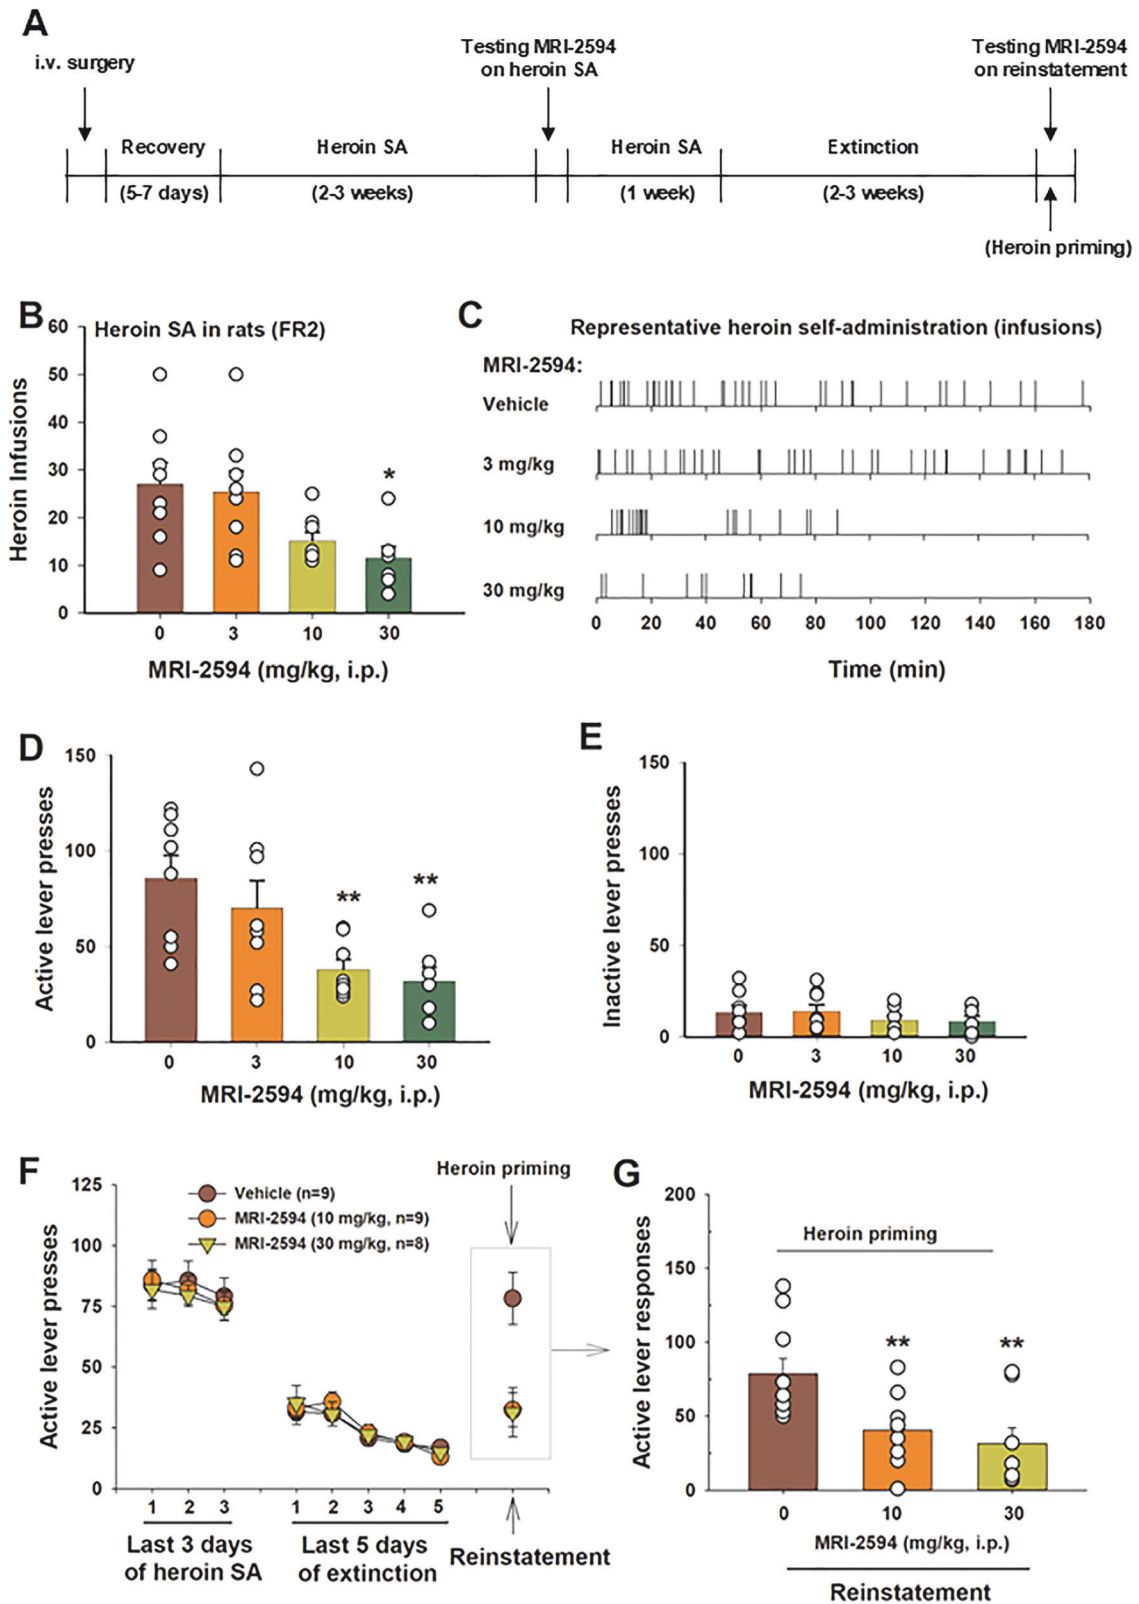 A
i.v. surgery
Testing MRI-2594
on heroin SA
Testing MRI-2594
on reinstatement
Recovery
Heroin SA
Heroin SA
Extinction
(5-7 days)
(2-3 weeks)
(1 week)
(2-3 weeks)
(Heroin priming)
B
Heroin SA in rats (FR2)
Heroin Infusions
60
50
40
30
20
10
0
*
0 3 10 30
MRI-2594 (mg/kg, i.p.)
C
Representative heroin self-administration (infusions)
MRI-2594:
Vehicle
3 mg/kg
10 mg/kg
30 mg/kg
0 20 40 60 80 100 120 140 160 180
Time (min)
D
Active lever presses
150
100
50
0
** **
0 3 10 30
MRI-2594 (mg/kg, i.p.)
E
Inactive lever presses
150
100
50
0
0 3 10 30
MRI-2594 (mg/kg, i.p.)
F
Active lever presses
125
100
75
50
25
0
Vehicle (n=9)
MRI-2594 (10 mg/kg, n=9)
MRI-2594 (30 mg/kg, n=8)
Heroin priming
1 2 3 1 2 3 4 5
Last 3 days
of heroin SA
Last 5 days
of extinction
Reinstatement
G
Active lever responses
200
150
100
50
0
Heroin priming
** **
0 10 30
MRI-2594 (mg/kg, i.p.)
Reinstatement